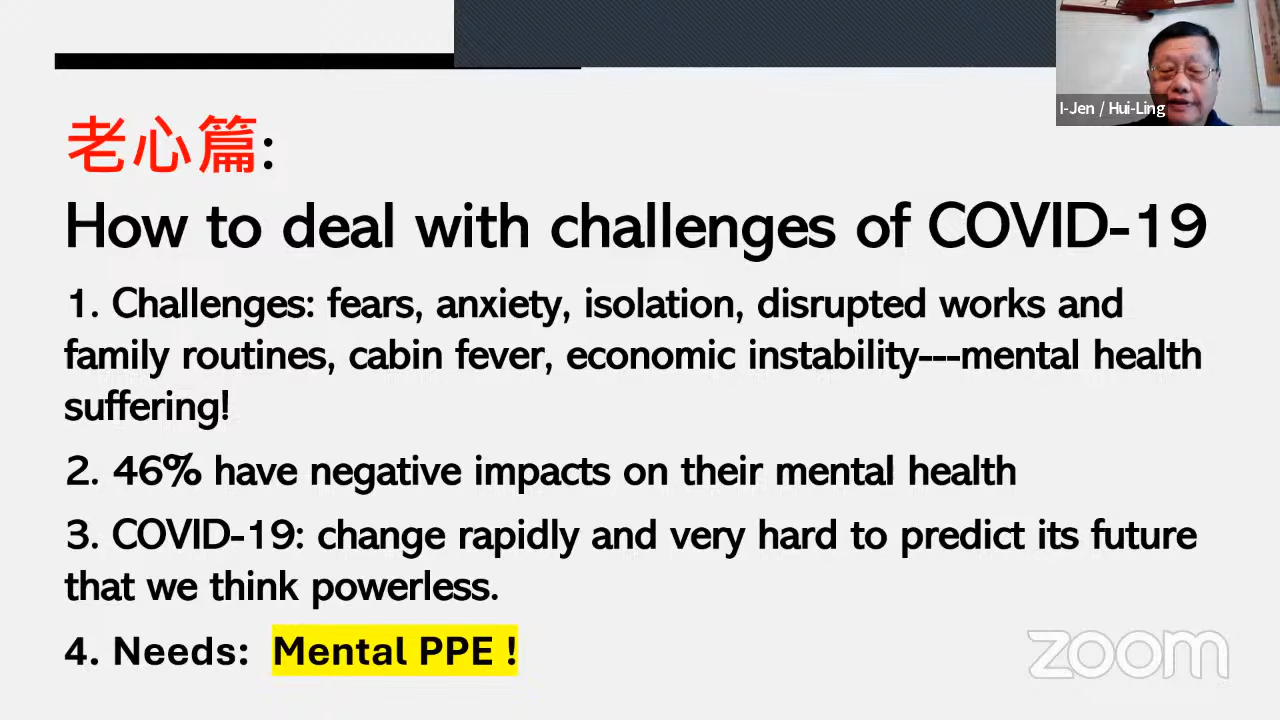 I-Jen / Hui-Ling
老心篇:
How to deal with challenges of COVID-19
1. Challenges: fears, anxiety, isolation, disrupted works and
family routines, cabin fever, economic instability---mental health
suffering!
2. 46% have negative impacts on their mental health
3. COVID-19: change rapidly and very hard to predict its future
that we think powerless.
4. Needs: Mental PPE !
zoom